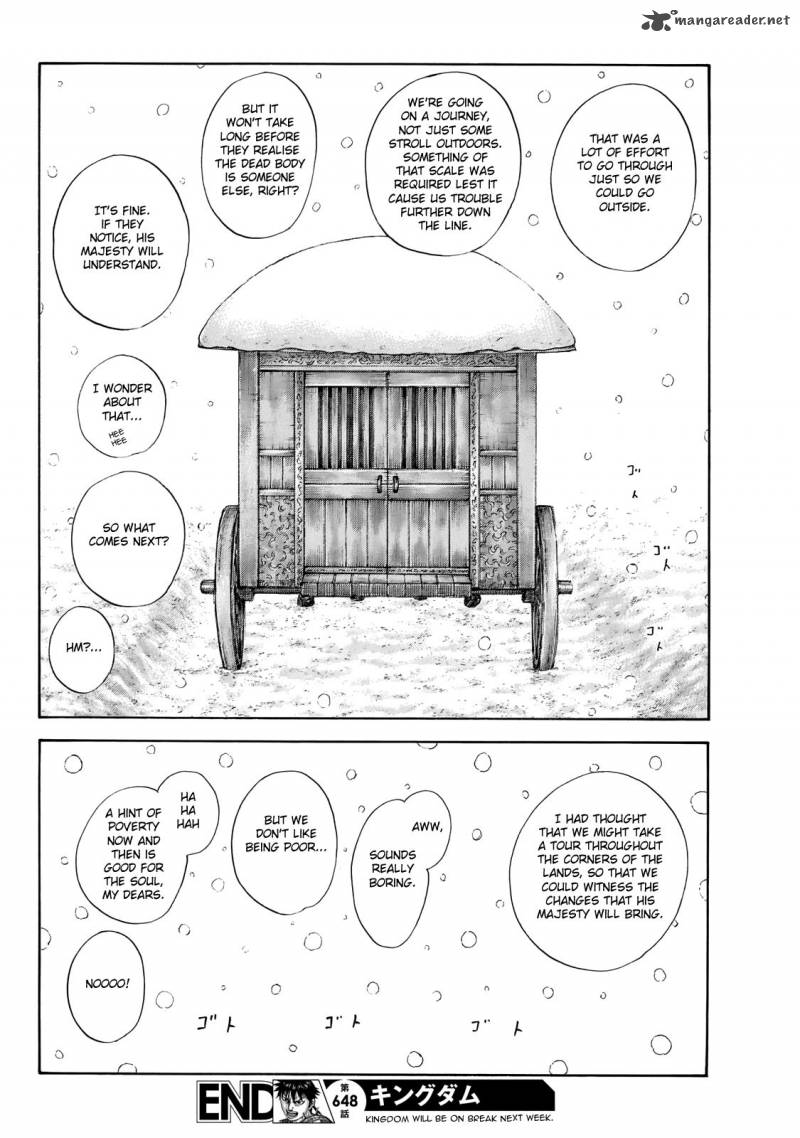 mangareader.net
THAT WAS A
LOT OF EFFORT
TO GO THROUGH
JUST SO WE
COULD GO
OUTSIDE.
WE'RE GOING
ON A JOURNEY,
NOT JUST SOME
STROLL OUTDOORS.
SOMETHING OF
THAT SCALE WAS
REQUIRED LEST IT
CAUSE US TROUBLE
FURTHER DOWN
THE LINE.
BUT IT
WON'T TAKE
LONG BEFORE
THEY REALISE
THE DEAD BODY
IS SOMEONE
ELSE, RIGHT?
IT'S FINE.
IF THEY
NOTICE, HIS
MAJESTY WILL
UNDERSTAND.
I WONDER
ABOUT
THAT...
HEE
HEE
SO WHAT
COMES NEXT?
HM?...
ゴト
ゴト
ゴト
I HAD THOUGHT
THAT WE MIGHT TAKE
A TOUR THROUGHOUT
THE CORNERS OF THE
LANDS, SO THAT WE
COULD WITNESS THE
CHANGES THAT HIS
MAJESTY WILL BRING.
AWW,
SOUNDS
REALLY
BORING.
BUT WE
DON'T LIKE
BEING POOR...
HA
HA
HAH
A HINT OF
POVERTY
NOW AND
THEN IS
GOOD FOR
THE SOUL,
MY DEARS.
NOOOO!
ゴト
ゴト
ゴト
END
第
648
話
キングダム
KINGDOM WILL BE ON BREAK NEXT WEEK.